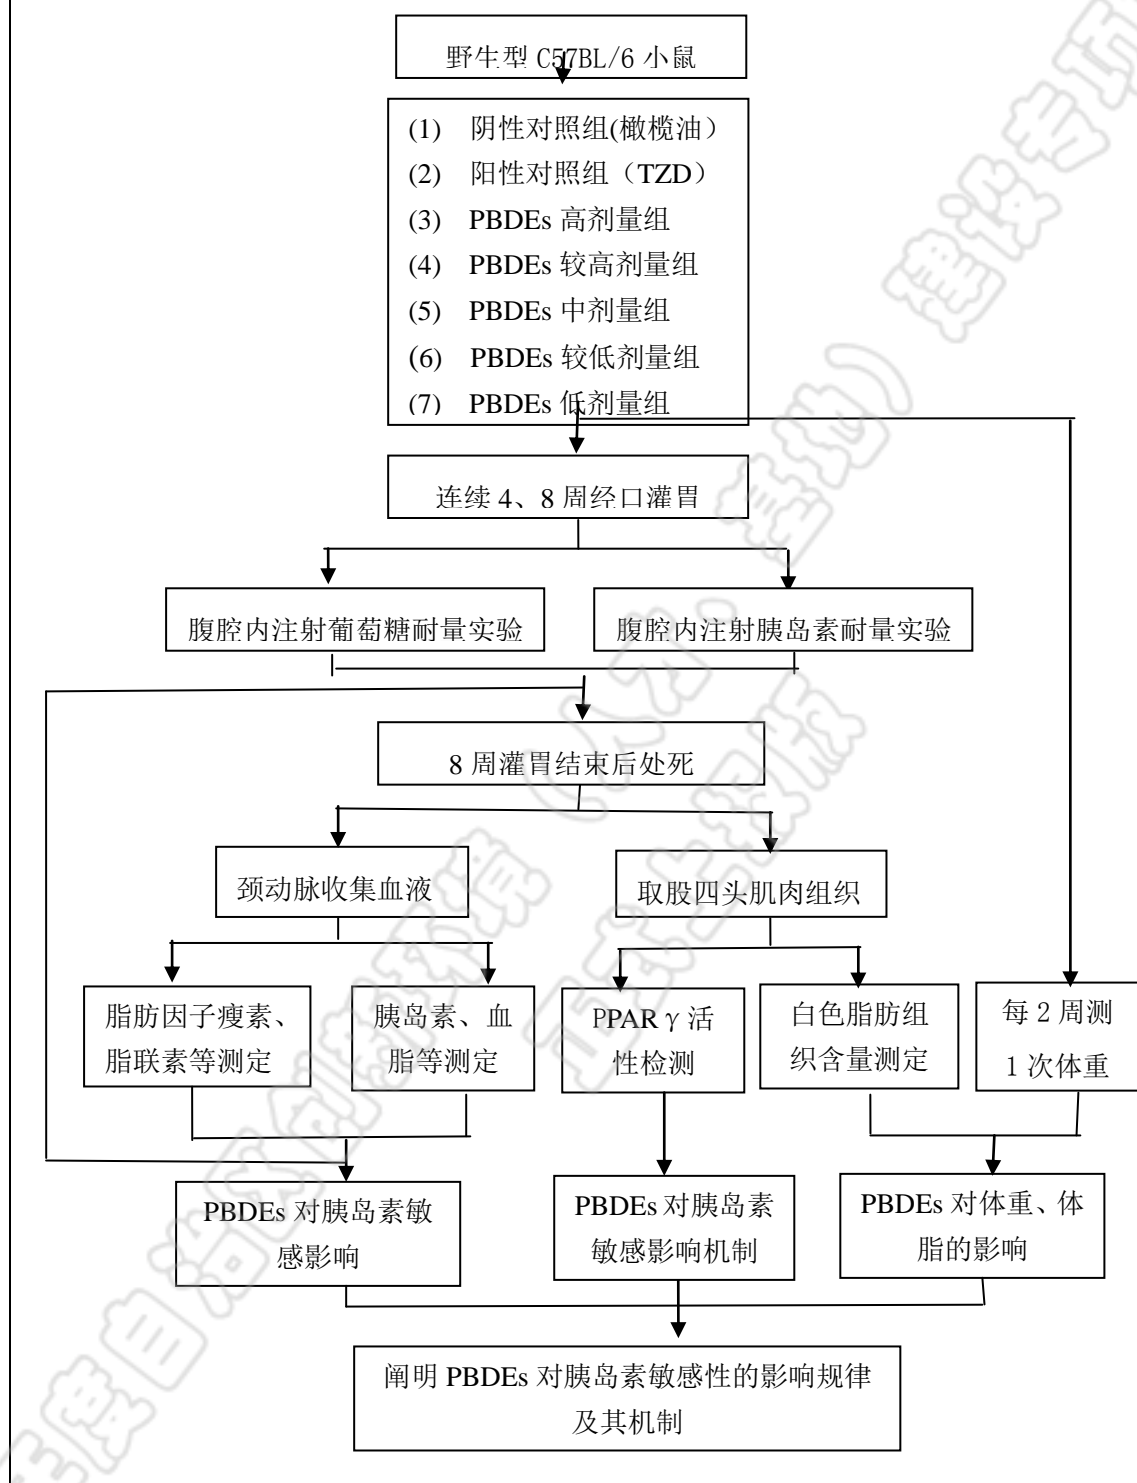 野生型 C57BL/6 小鼠
(1) 阴性对照组(橄榄油）
(2) 阳性对照组（TZD）
(3) PBDEs 高剂量组
(4) PBDEs 较高剂量组
(5) PBDEs 中剂量组
(6) PBDEs 较低剂量组
(7) PBDEs 低剂量组
连续 4、8 周经口灌胃
腹腔内注射葡萄糖耐量实验
腹腔内注射胰岛素耐量实验
8 周灌胃结束后处死
颈动脉收集血液
取股四头肌肉组织
脂肪因子瘦素、
脂联素等测定
胰岛素、血
脂等测定
PPARγ活
性检测
白色脂肪组
织含量测定
每 2 周测
1 次体重
PBDEs 对胰岛素敏
感影响
PBDEs 对胰岛素
敏感影响机制
PBDEs 对体重、体
脂的影响
阐明 PBDEs 对胰岛素敏感性的影响规律
及其机制